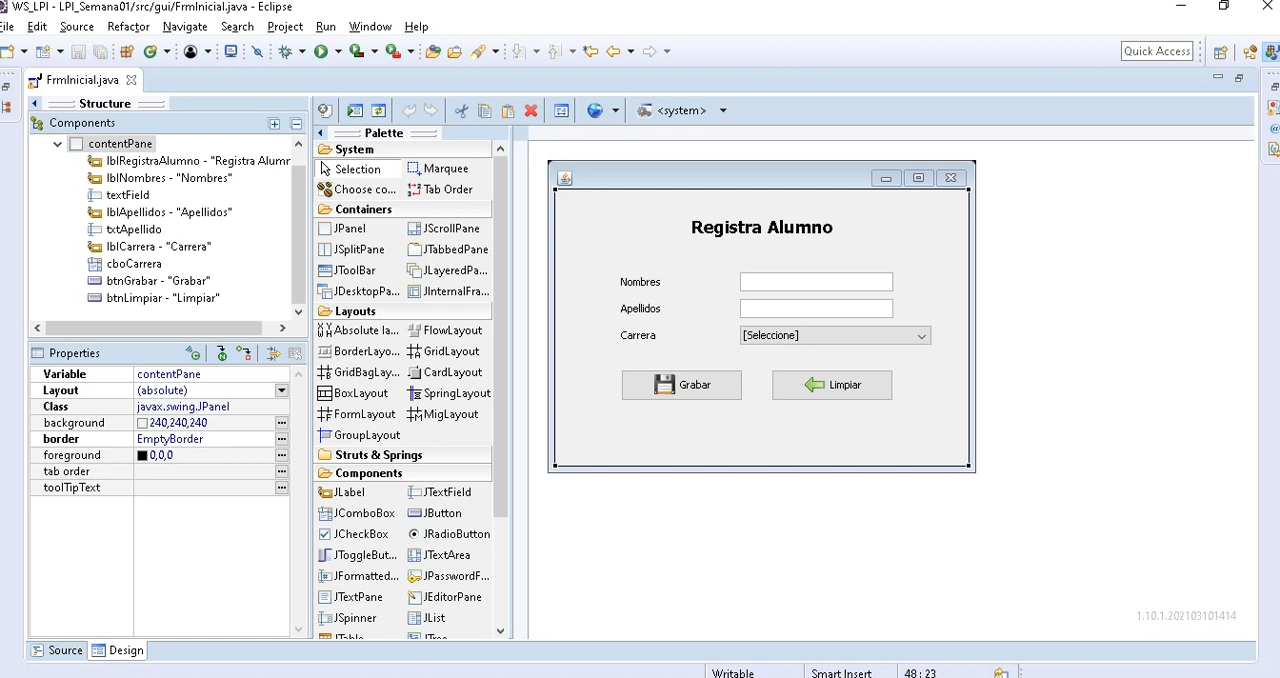 WS_LPI - LPI_Semana01/src/gui/FrmInicial.java - Eclipse
File Edit Source Refactor Navigate Search Project Run Window Help
Quick Access
FrmInicial.java
Structure
Components
contentPane
lblRegistraAlumno - "Registra Alumr
lblNombres - "Nombres"
textField
lblApellidos - "Apellidos"
txtApellido
lblCarrera - "Carrera"
cboCarrera
btnGrabar - "Grabar"
btnLimpiar - "Limpiar"
Properties
Variable contentPane
Layout (absolute)
Class javax.swing.JPanel
background 240,240,240 ...
border EmptyBorder ...
foreground 0,0,0 ...
tab order ...
toolTipText ...
Source Design
<system>
Palette
System
Selection Marquee
Choose co... Tab Order
Containers
JPanel JScrollPane
JSplitPane JTabbedPane
JToolBar JLayeredPa...
JDesktopPa... JInternalFra...
Layouts
Absolute la... FlowLayout
BorderLayo... GridLayout
GridBagLay... CardLayout
BoxLayout SpringLayout
FormLayout MigLayout
GroupLayout
Struts & Springs
Components
JLabel JTextField
JComboBox JButton
JCheckBox JRadioButton
JToggleBut... JTextArea
JFormatted... JPasswordF...
JTextPane JEditorPane
JSpinner JList
JTable JTree
Registra Alumno
Nombres
Apellidos
Carrera [Seleccione]
Grabar Limpiar
1.10.1.202103101414
Writable Smart Insert 48 : 23